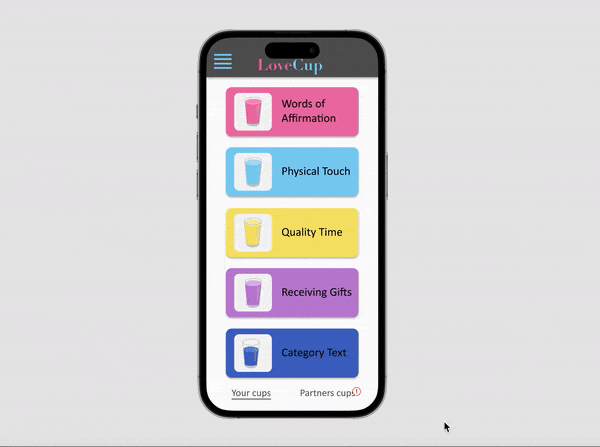 LoveCup
Words of
Affirmation
Physical Touch
Quality Time
Receiving Gifts
Category Text
Your cups
Partners cups
!